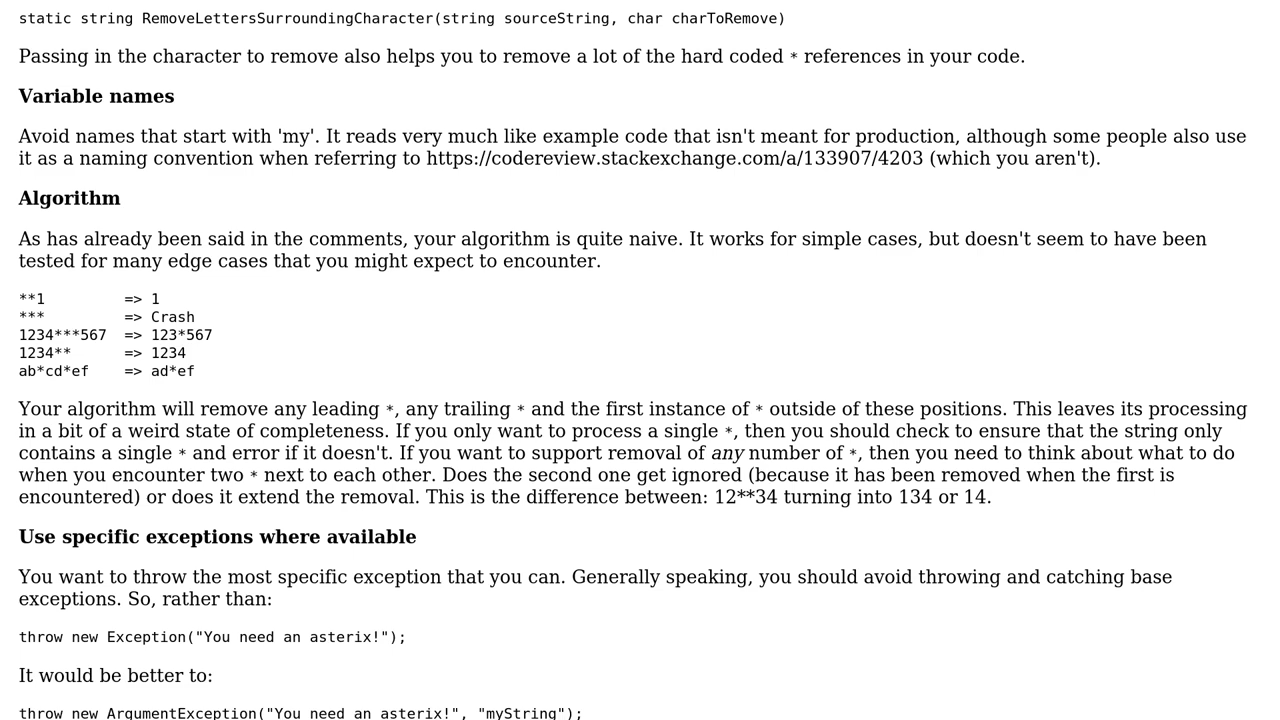 static string RemoveLettersSurroundingCharacter(string sourceString, char charToRemove)
Passing in the character to remove also helps you to remove a lot of the hard coded * references in your code.
Variable names
Avoid names that start with 'my'. It reads very much like example code that isn't meant for production, although some people also use
it as a naming convention when referring to https://codereview.stackexchange.com/a/133907/4203 (which you aren't).
Algorithm
As has already been said in the comments, your algorithm is quite naive. It works for simple cases, but doesn't seem to have been
tested for many edge cases that you might expect to encounter.
**1         => 1
***         => Crash
1234***567  => 123*567
1234**      => 1234
ab*cd*ef    => ad*ef
Your algorithm will remove any leading *, any trailing * and the first instance of * outside of these positions. This leaves its processing
in a bit of a weird state of completeness. If you only want to process a single *, then you should check to ensure that the string only
contains a single * and error if it doesn't. If you want to support removal of any number of *, then you need to think about what to do
when you encounter two * next to each other. Does the second one get ignored (because it has been removed when the first is
encountered) or does it extend the removal. This is the difference between: 12**34 turning into 134 or 14.
Use specific exceptions where available
You want to throw the most specific exception that you can. Generally speaking, you should avoid throwing and catching base
exceptions. So, rather than:
throw new Exception("You need an asterix!");
It would be better to:
throw new ArgumentException("You need an asterix!", "myString");